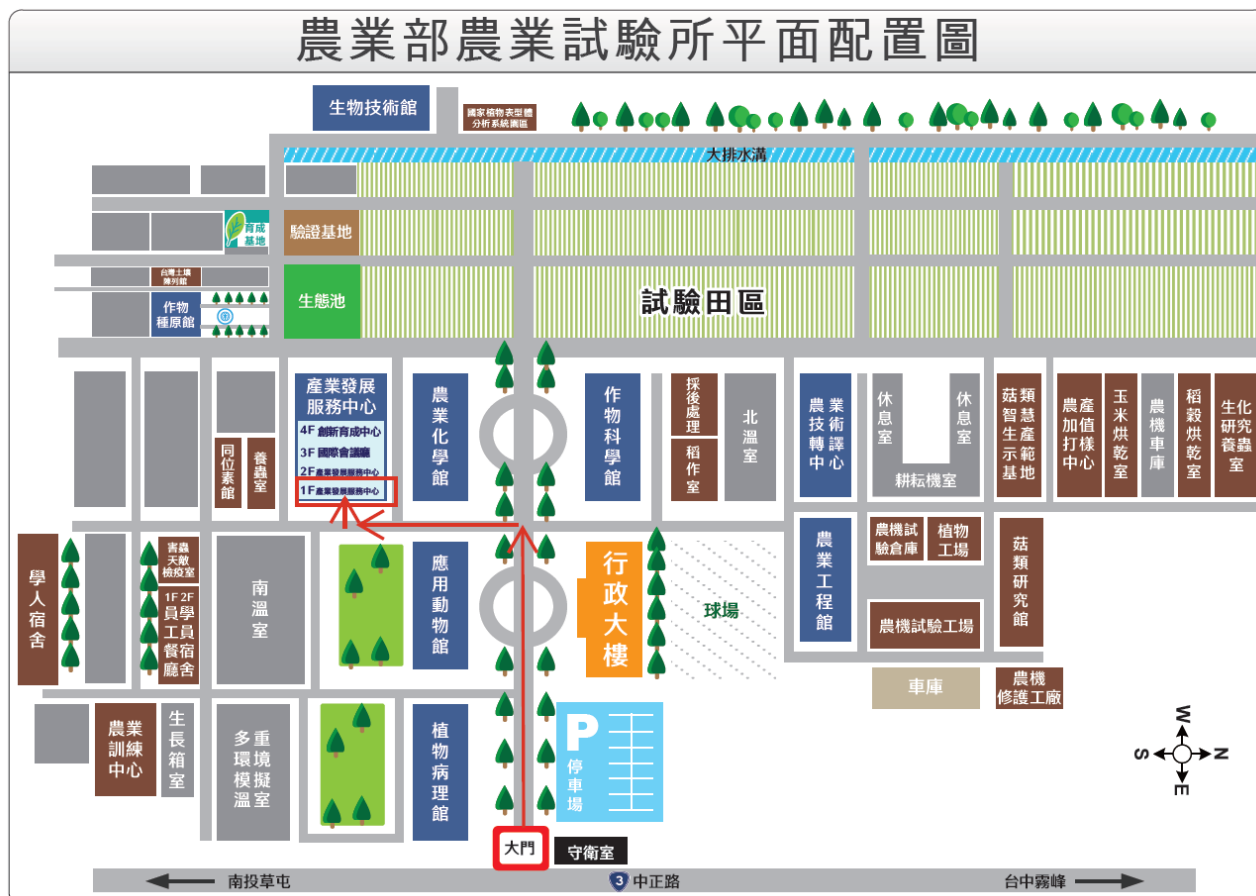 農業部農業試驗所平面配置圖
生物技術館
國家植物表型體
分析系統園區
大排水溝
育成
基地
驗證基地
台灣土壤
陳列館
作物
種原館
生態池
試驗田區
產業發展
服務中心
4F 創新育成中心
3F 國際會議廳
2F 產業發展服務中心
1F 產業發展服務中心
同位素館
養蟲室
農業化學館
作物科學館
採後處理
稻作室
北溫室
農業
技術
轉譯
中心
休息室
休息室
耕耘機室
菇類
智慧
生產
示範
基地
農產
加值
打樣
中心
玉米烘乾室
農機車庫
稻穀烘乾室
生化
研究
養蟲
室
學人宿舍
害蟲
天敵
檢疫室
1F 2F
員學
工員
餐宿
廳舍
南溫室
應用動物館
行政大樓
球場
農業工程館
農機試
驗倉庫
植物
工場
農機試驗工場
菇類研究館
車庫
農機
修護工廠
農業
訓練
中心
生長箱室
多重
環境
模擬
溫室
植物病理館
P
停車場
W
S
N
E
大門
守衛室
南投草屯
3 中正路
台中霧峰